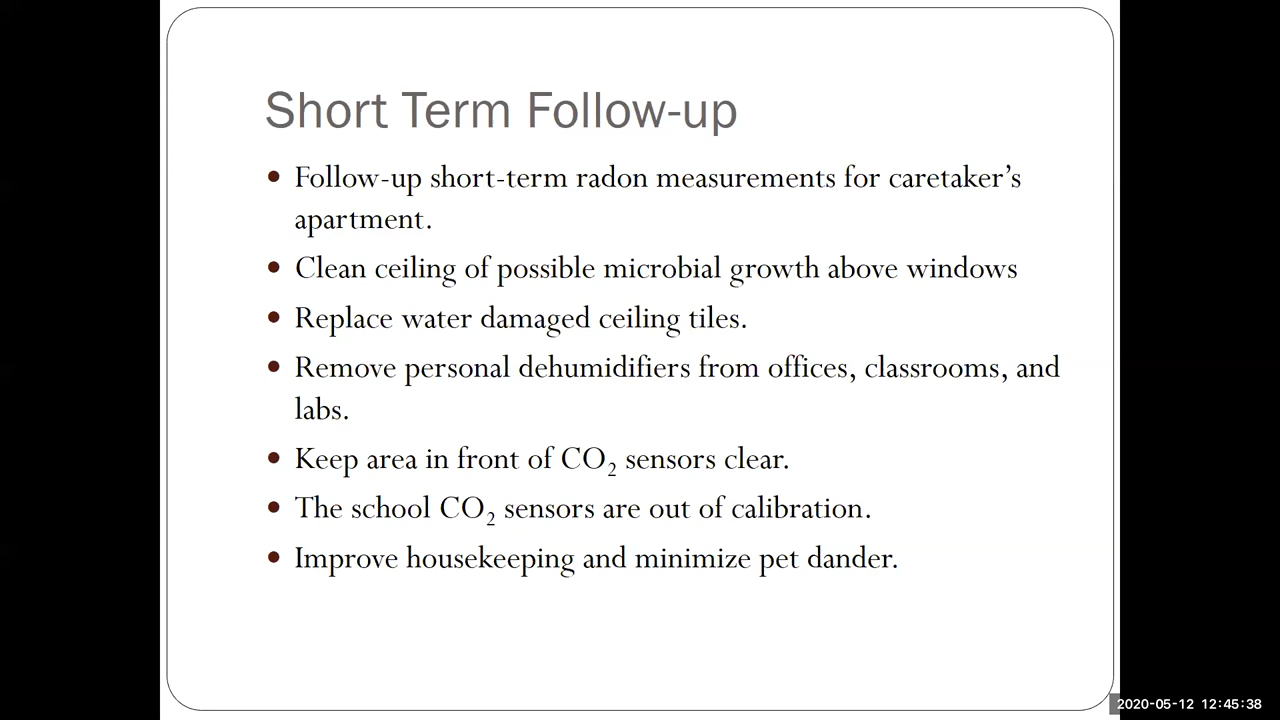 Short Term Follow-up
• Follow-up short-term radon measurements for caretaker’s
apartment.
• Clean ceiling of possible microbial growth above windows
• Replace water damaged ceiling tiles.
• Remove personal dehumidifiers from offices, classrooms, and
labs.
• Keep area in front of CO₂ sensors clear.
• The school CO₂ sensors are out of calibration.
• Improve housekeeping and minimize pet dander.
2020-05-12 12:45:38